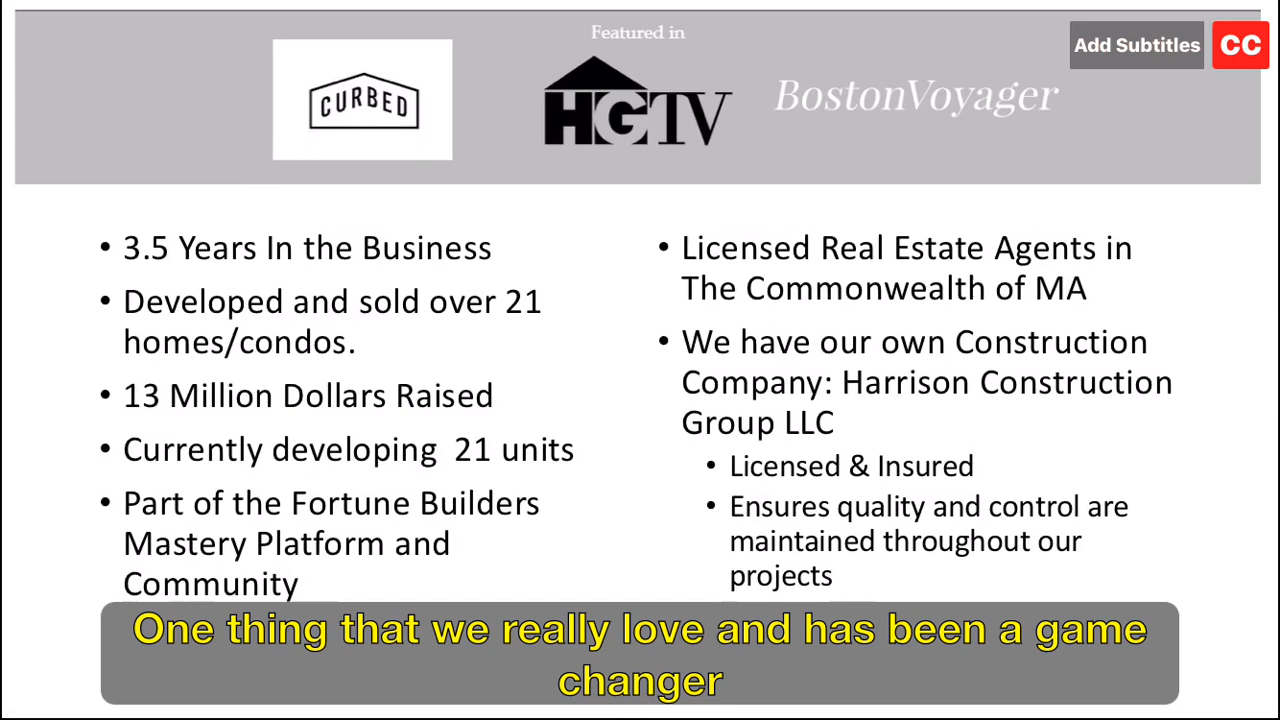 Featured in
Add Subtitles
CC
CURBED
HGTV
BostonVoyager
• 3.5 Years In the Business
• Developed and sold over 21
homes/condos.
• 13 Million Dollars Raised
• Currently developing 21 units
• Part of the Fortune Builders
Mastery Platform and
Community
• Licensed Real Estate Agents in
The Commonwealth of MA
• We have our own Construction
Company: Harrison Construction
Group LLC
• Licensed & Insured
• Ensures quality and control are
maintained throughout our
projects
One thing that we really love and has been a game
changer